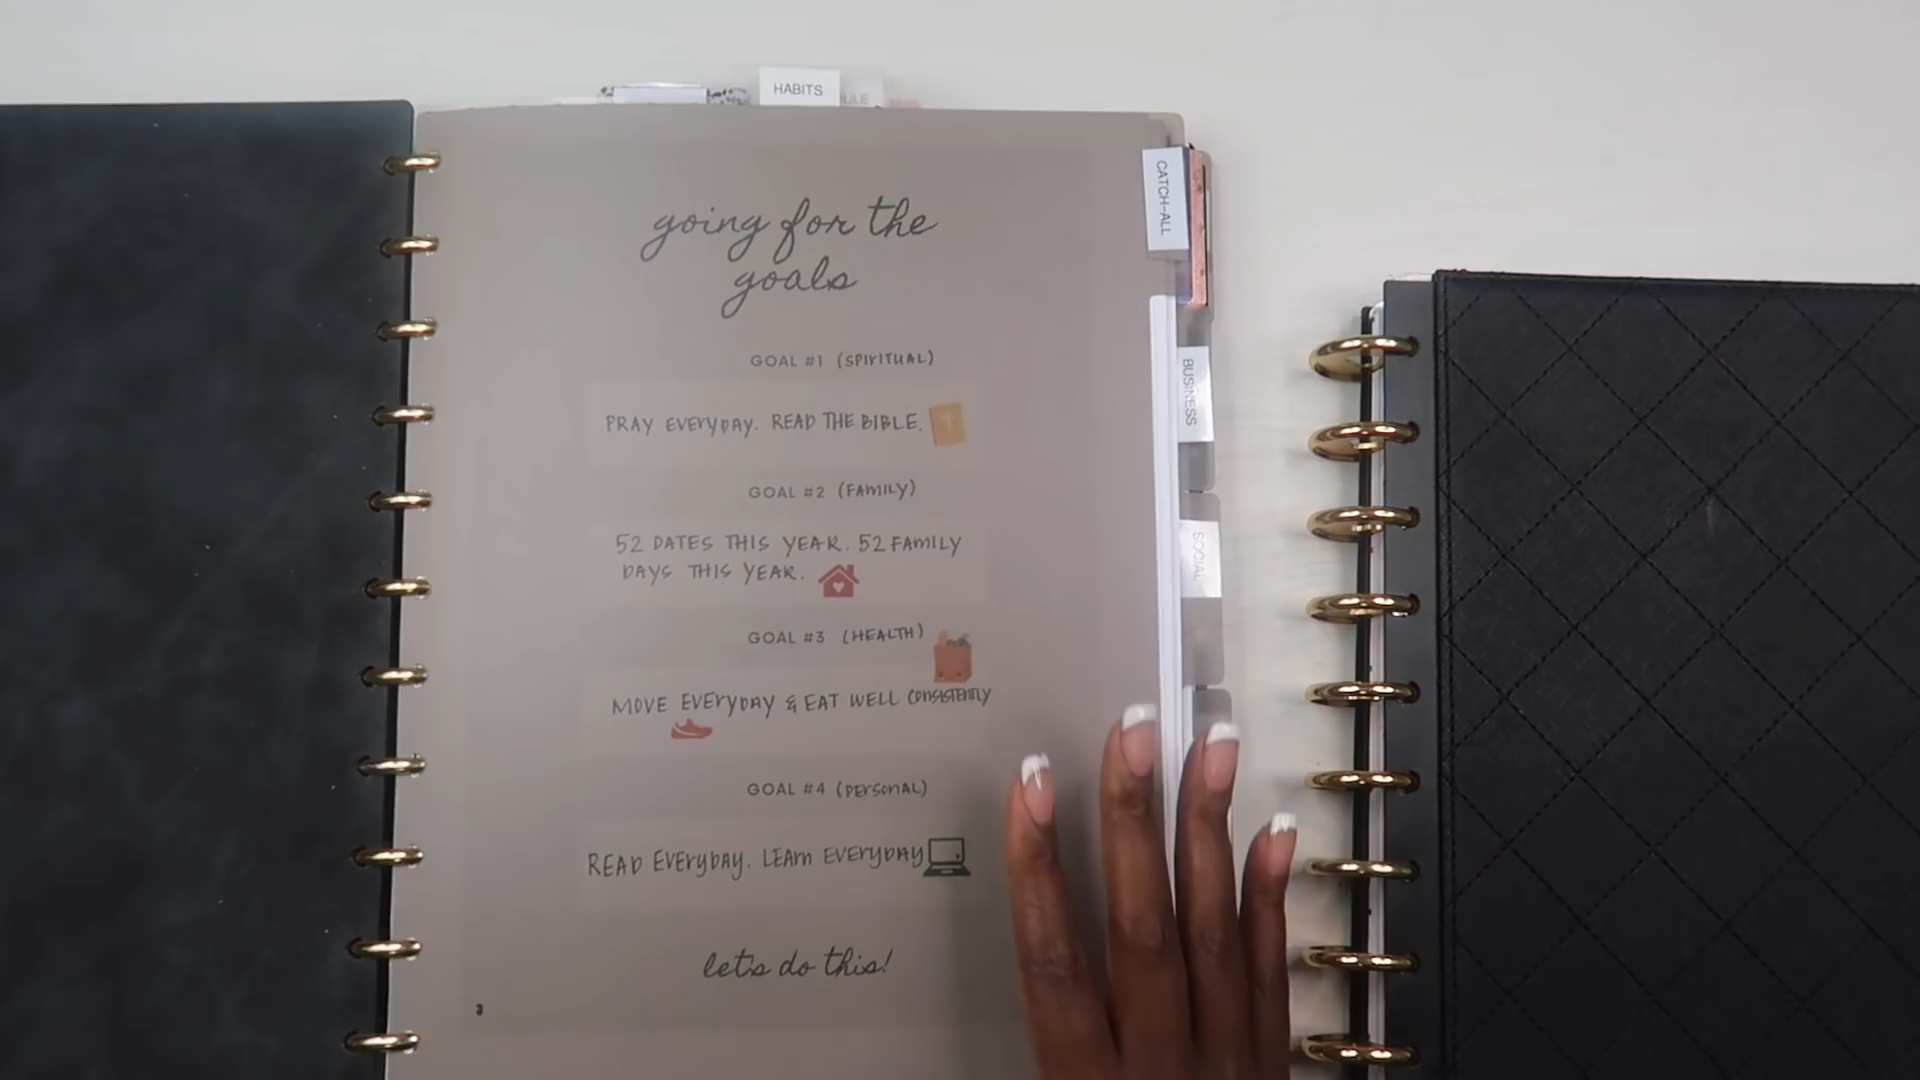 HABITS
going for the
goals
GOAL #1 (SPIRITUAL)
PRAY EVERYDAY. READ THE BIBLE.
GOAL #2 (FAMILY)
52 DATES THIS YEAR. 52 FAMILY
DAYS THIS YEAR.
GOAL #3 (HEALTH)
MOVE EVERYDAY & EAT WELL CONSISTENTLY
GOAL #4 (PERSONAL)
READ EVERYDAY. LEARN EVERYDAY
let's do this!
3
CATCH-ALL
BUSINESS
SOCIAL